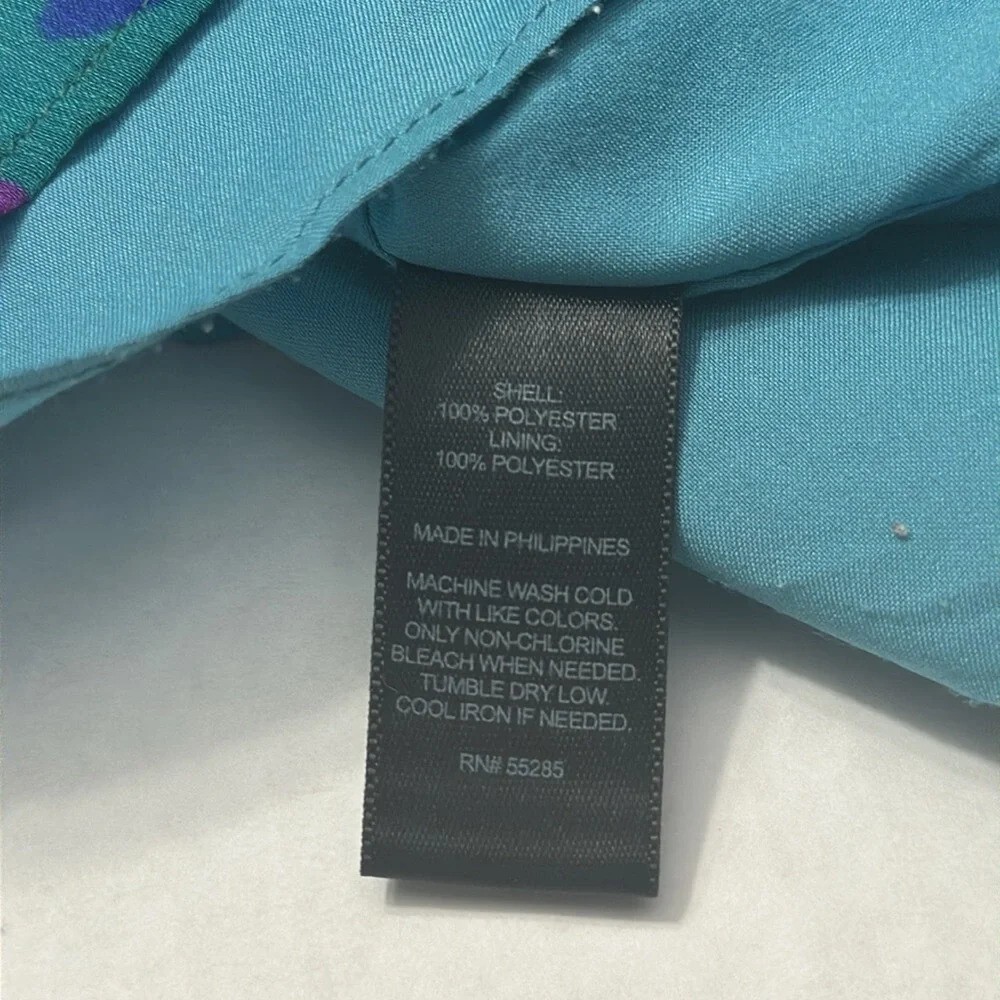 SHELL:
100% POLYESTER
LINING:
100% POLYESTER
MADE IN PHILIPPINES
MACHINE WASH COLD
WITH LIKE COLORS.
ONLY NON-CHLORINE
BLEACH WHEN NEEDED.
TUMBLE DRY LOW.
COOL IRON IF NEEDED.
RN# 55285